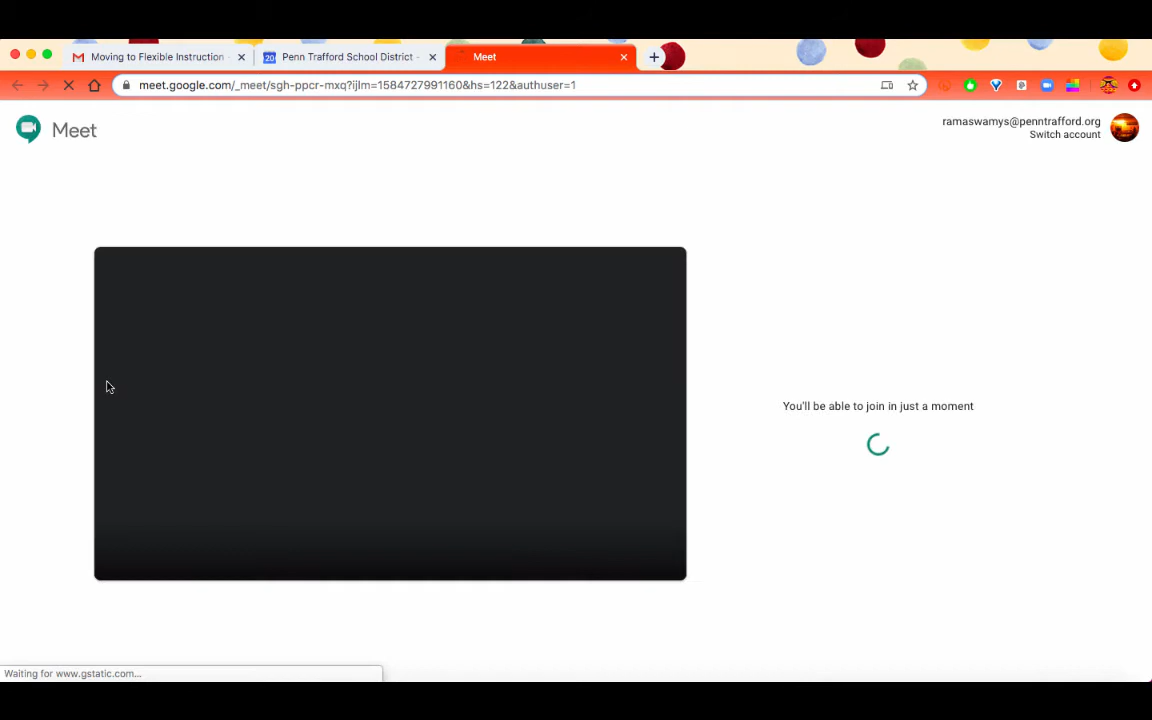 Moving to Flexible Instruction
20 Penn Trafford School District -
Meet
meet.google.com/_meet/sgh-ppcr-mxq?ijlm=1584727991160&hs=122&authuser=1
Meet
ramaswamys@penntrafford.org
Switch account
You'll be able to join in just a moment
Waiting for www.gstatic.com...